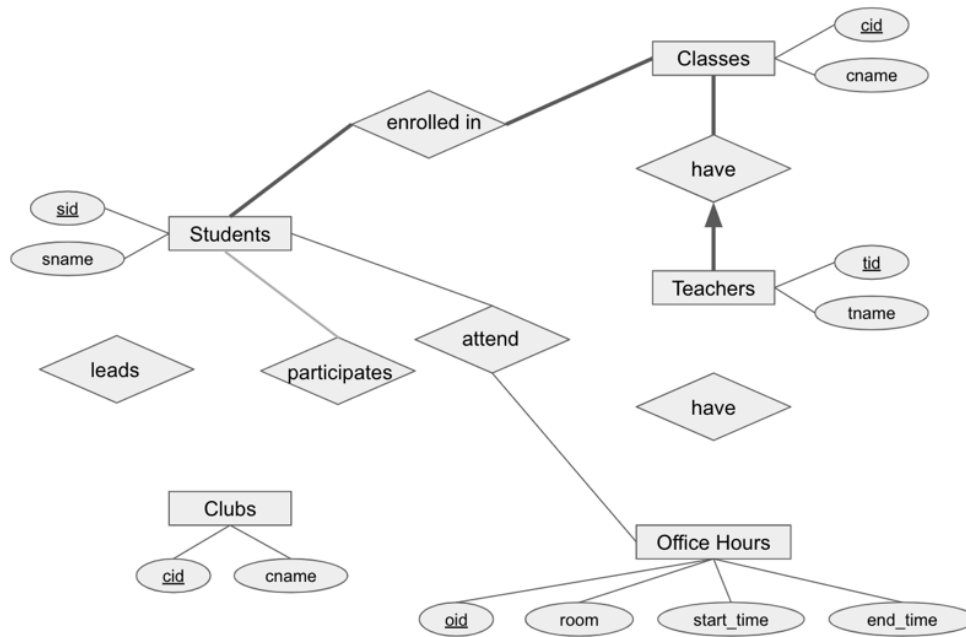 cid
Classes
cname
enrolled in
have
sid
Students
sname
tid
Teachers
tname
attend
leads
participates
have
Clubs
Office Hours
cid
cname
oid
room
start_time
end_time